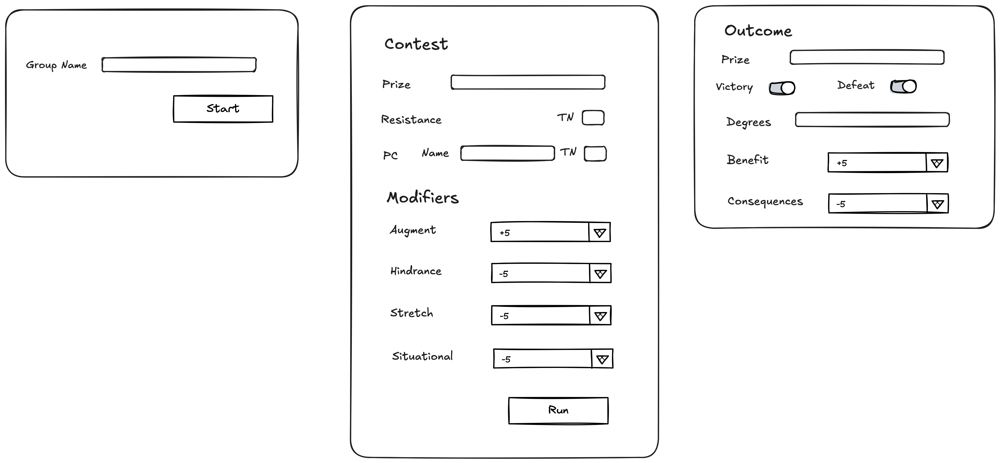 Group Name
Start
Contest
Prize
Resistance TN
PC Name TN
Modifiers
Augment +5
Hindrance -5
Stretch -5
Situational -5
Run
Outcome
Prize
Victory Defeat
Degrees
Benefit +5
Consequences -5